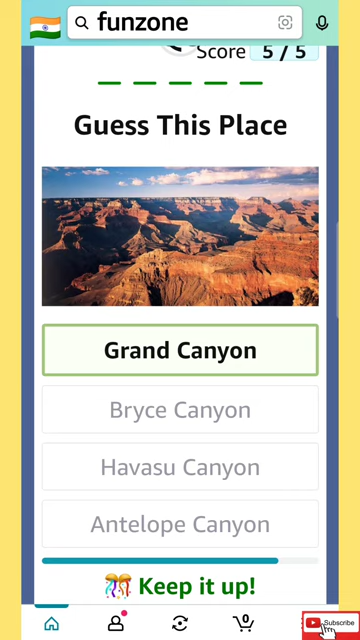 funzone
Score 5 / 5
Guess This Place
Grand Canyon
Bryce Canyon
Havasu Canyon
Antelope Canyon
Keep it up!
0
Subscribe